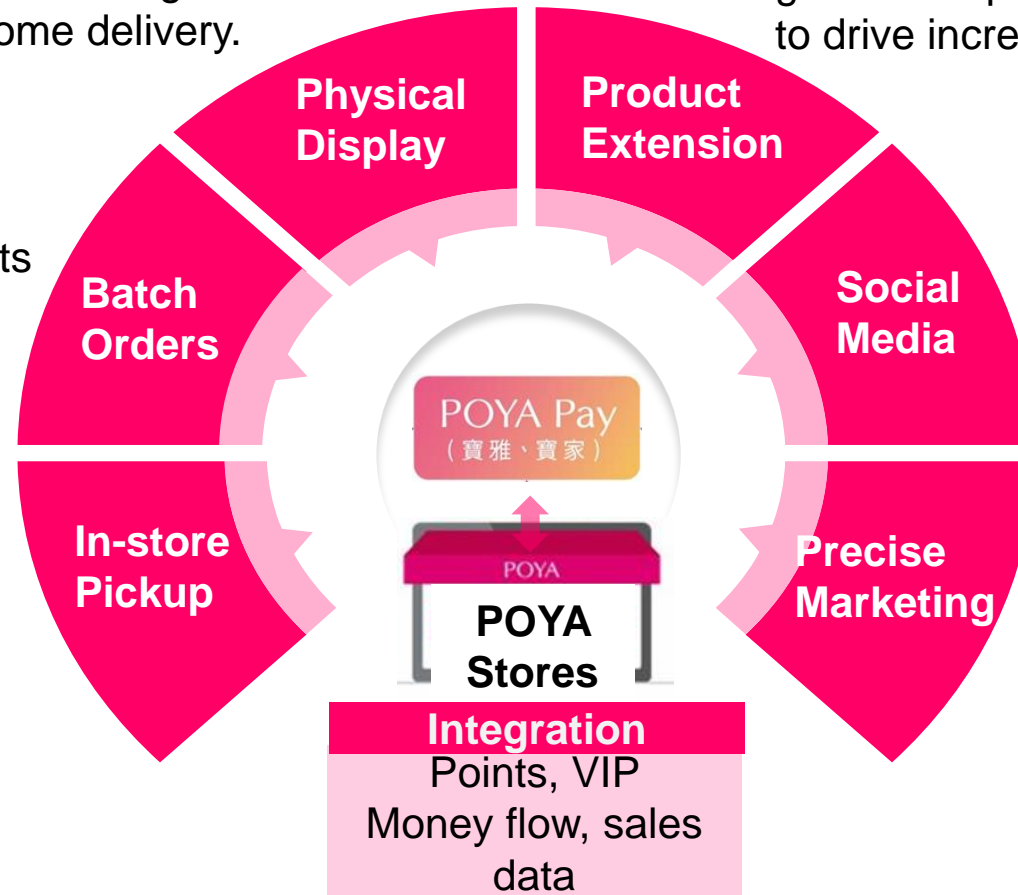 ome delivery.
to drive incre
Physical
Display
Product
Extension
ts
Batch
Orders
Social
Media
POYA Pay
(寶雅、寶家)
In-store
Pickup
POYA
Precise
Marketing
POYA
Stores
Integration
Points, VIP
Money flow, sales
data